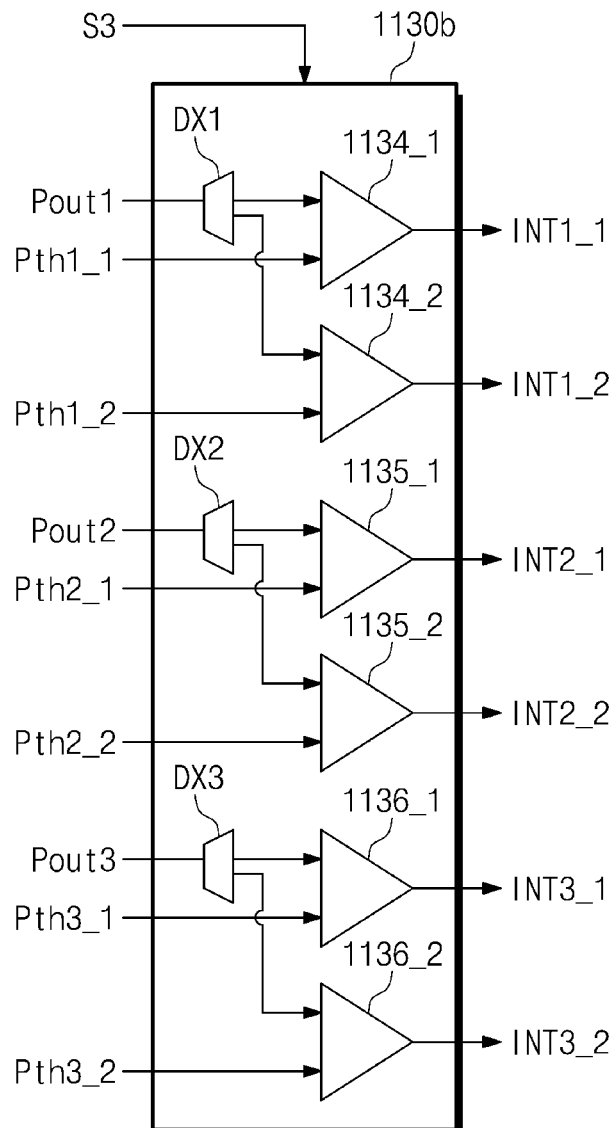 S3
1130b
DX1
1134_1
Pout1
INT1_1
Pth1_1
1134_2
INT1_2
Pth1_2
DX2
1135_1
Pout2
INT2_1
Pth2_1
1135_2
INT2_2
Pth2_2
DX3
1136_1
Pout3
INT3_1
Pth3_1
1136_2
INT3_2
Pth3_2